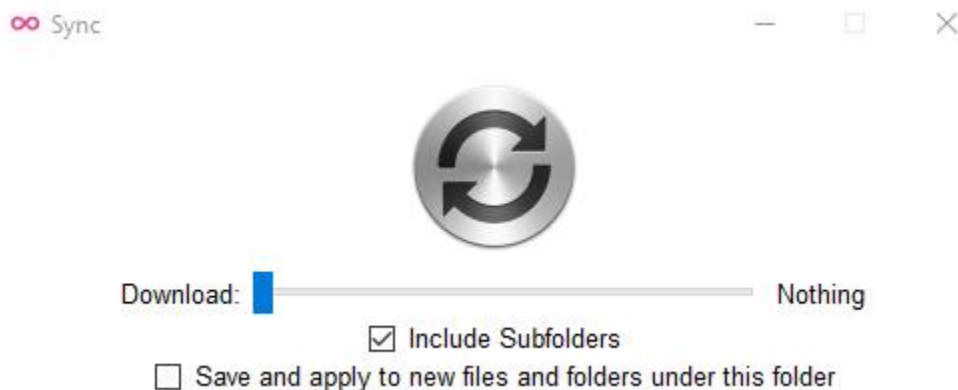 Sync
Download: Nothing
Include Subfolders
Save and apply to new files and folders under this folder